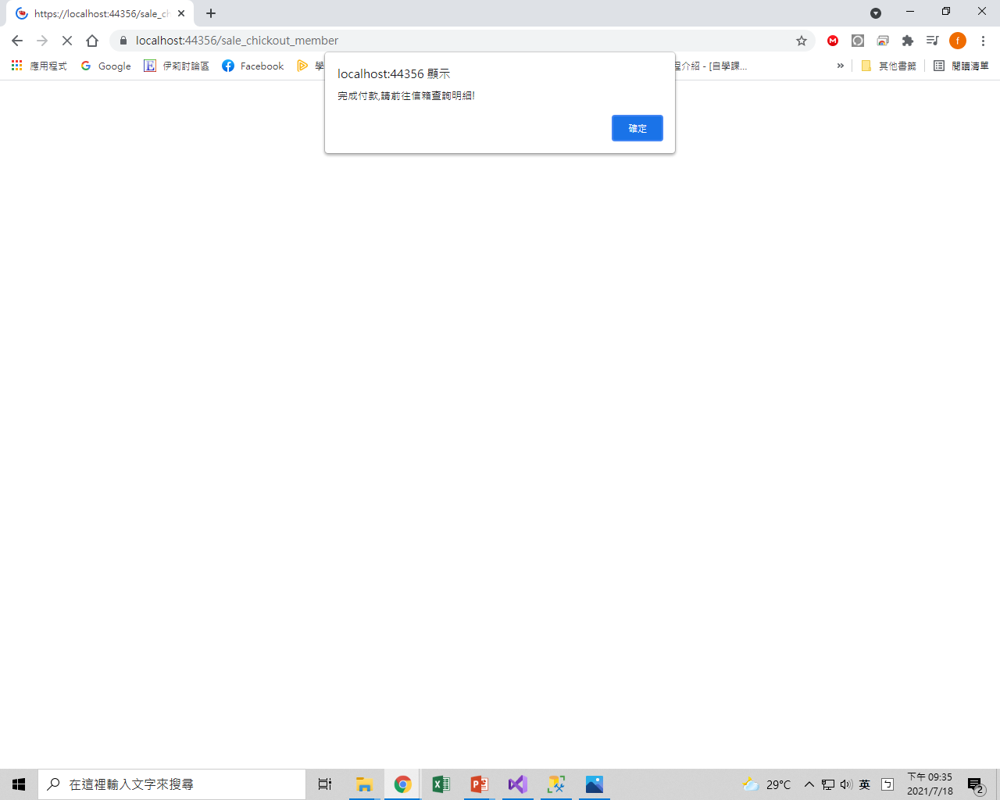 https://localhost:44356/sale_ch
localhost:44356/sale_chickout_member
f
應用程式
Google
伊莉討論區
Facebook
學
介紹 - [自學課...
»
其他書籤
閱讀清單
localhost:44356 顯示
完成付款,請前往信箱查詢明細!
確定
在這裡輸入文字來搜尋
29°C
英
ㄅ
下午 09:35
2021/7/18
2